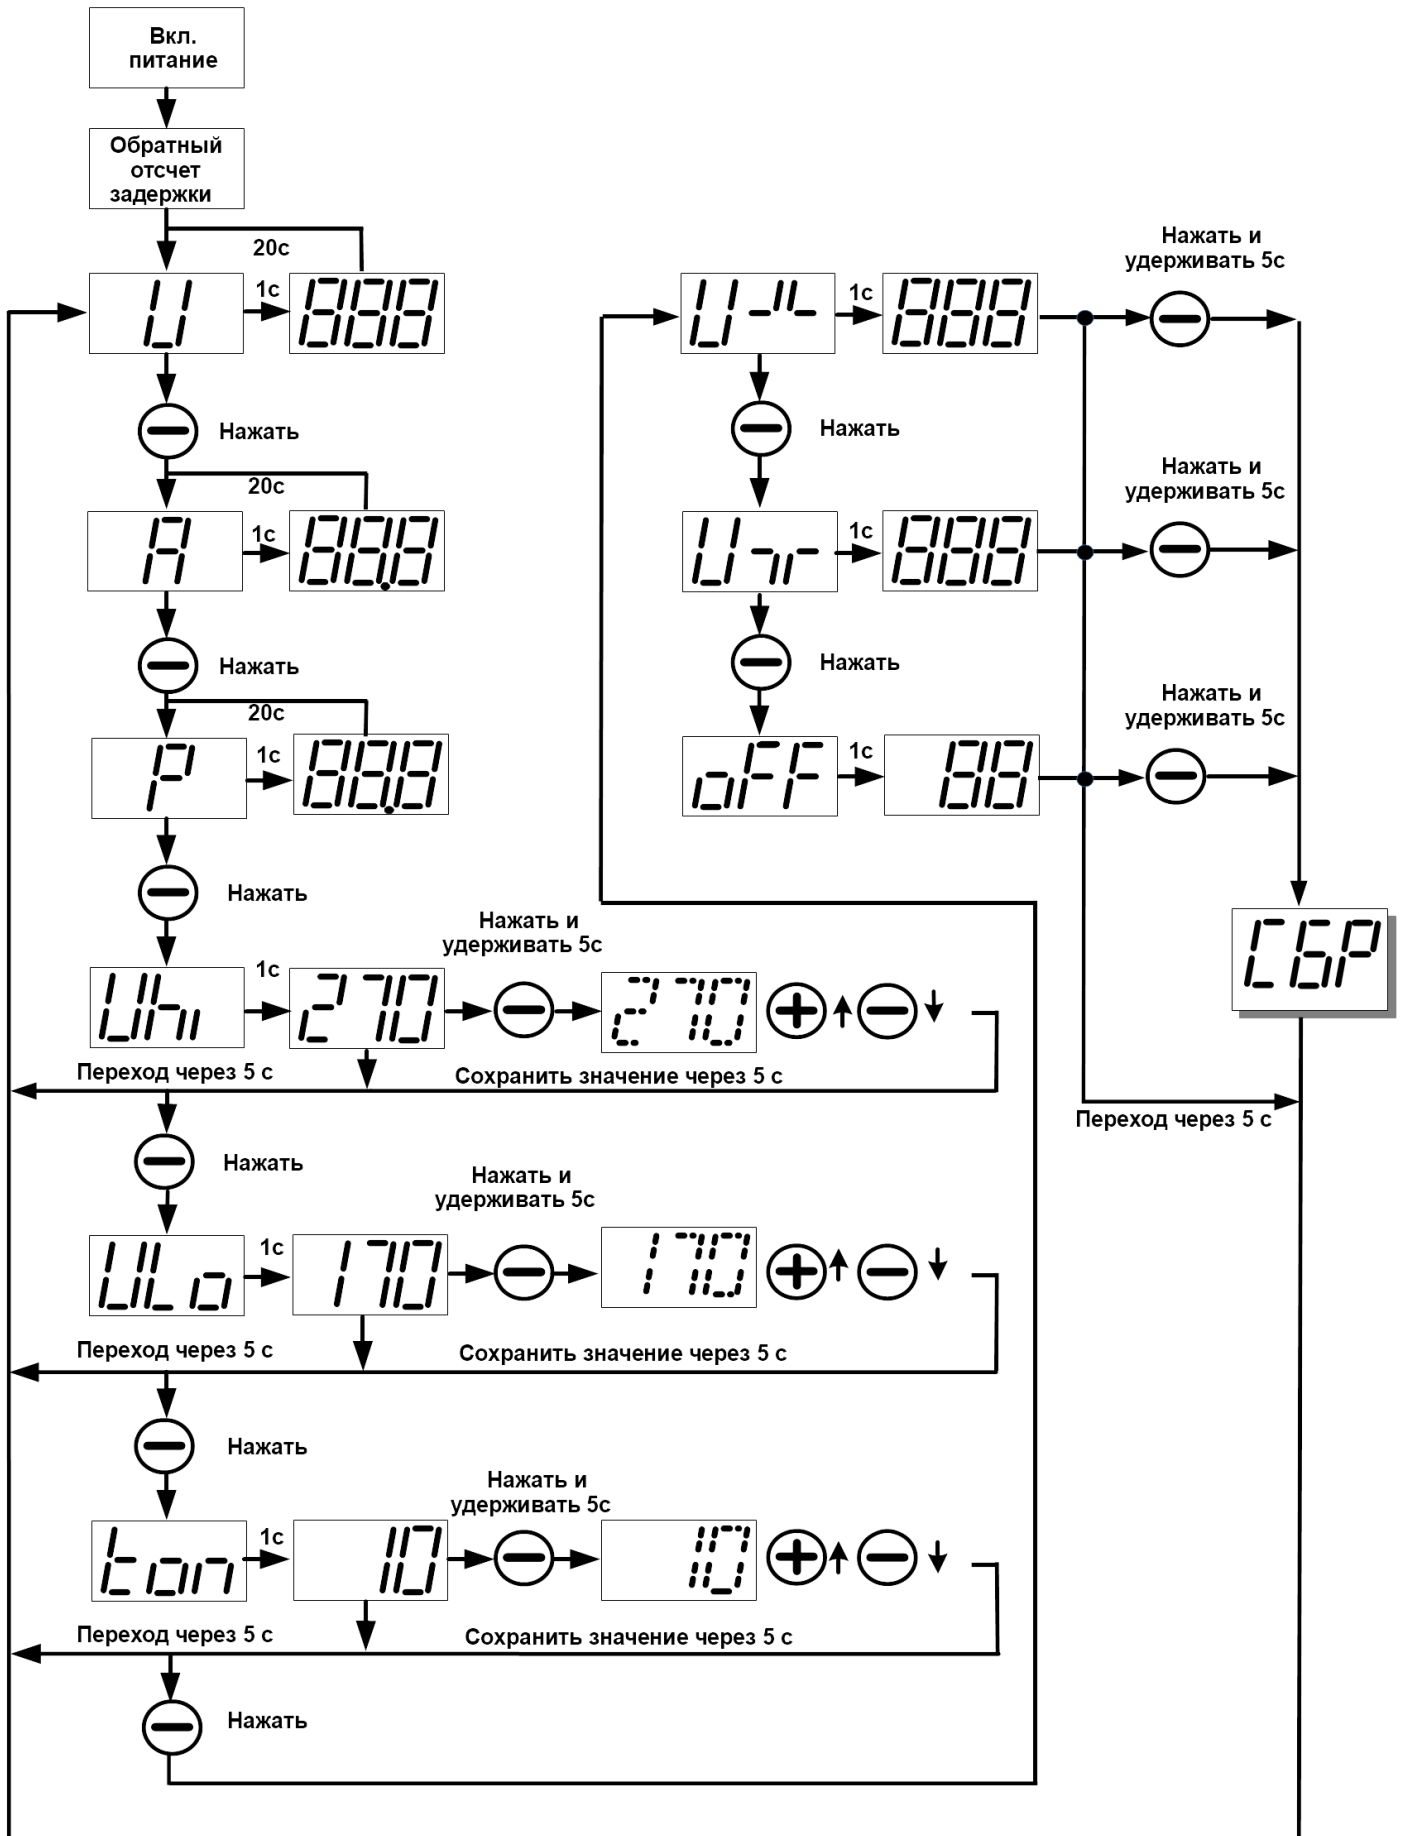 Вкл.
питание
Обратный
отсчет
задержки
20с
U
1с
888
Нажать
20с
A
1с
88.8
Нажать
20с
P
1с
88.8
Нажать
Uhi
1с
270
Нажать и
удерживать 5с
270
Переход через 5 с
Сохранить значение через 5 с
Нажать
ULo
1с
170
Нажать и
удерживать 5с
170
Переход через 5 с
Сохранить значение через 5 с
Нажать
ton
1с
10
Нажать и
удерживать 5с
10
Переход через 5 с
Сохранить значение через 5 с
Нажать
U
1с
888
Нажать и
удерживать 5с
Нажать
U
1с
888
Нажать и
удерживать 5с
Нажать
oFF
1с
88
Нажать и
удерживать 5с
СБР
Переход через 5 с